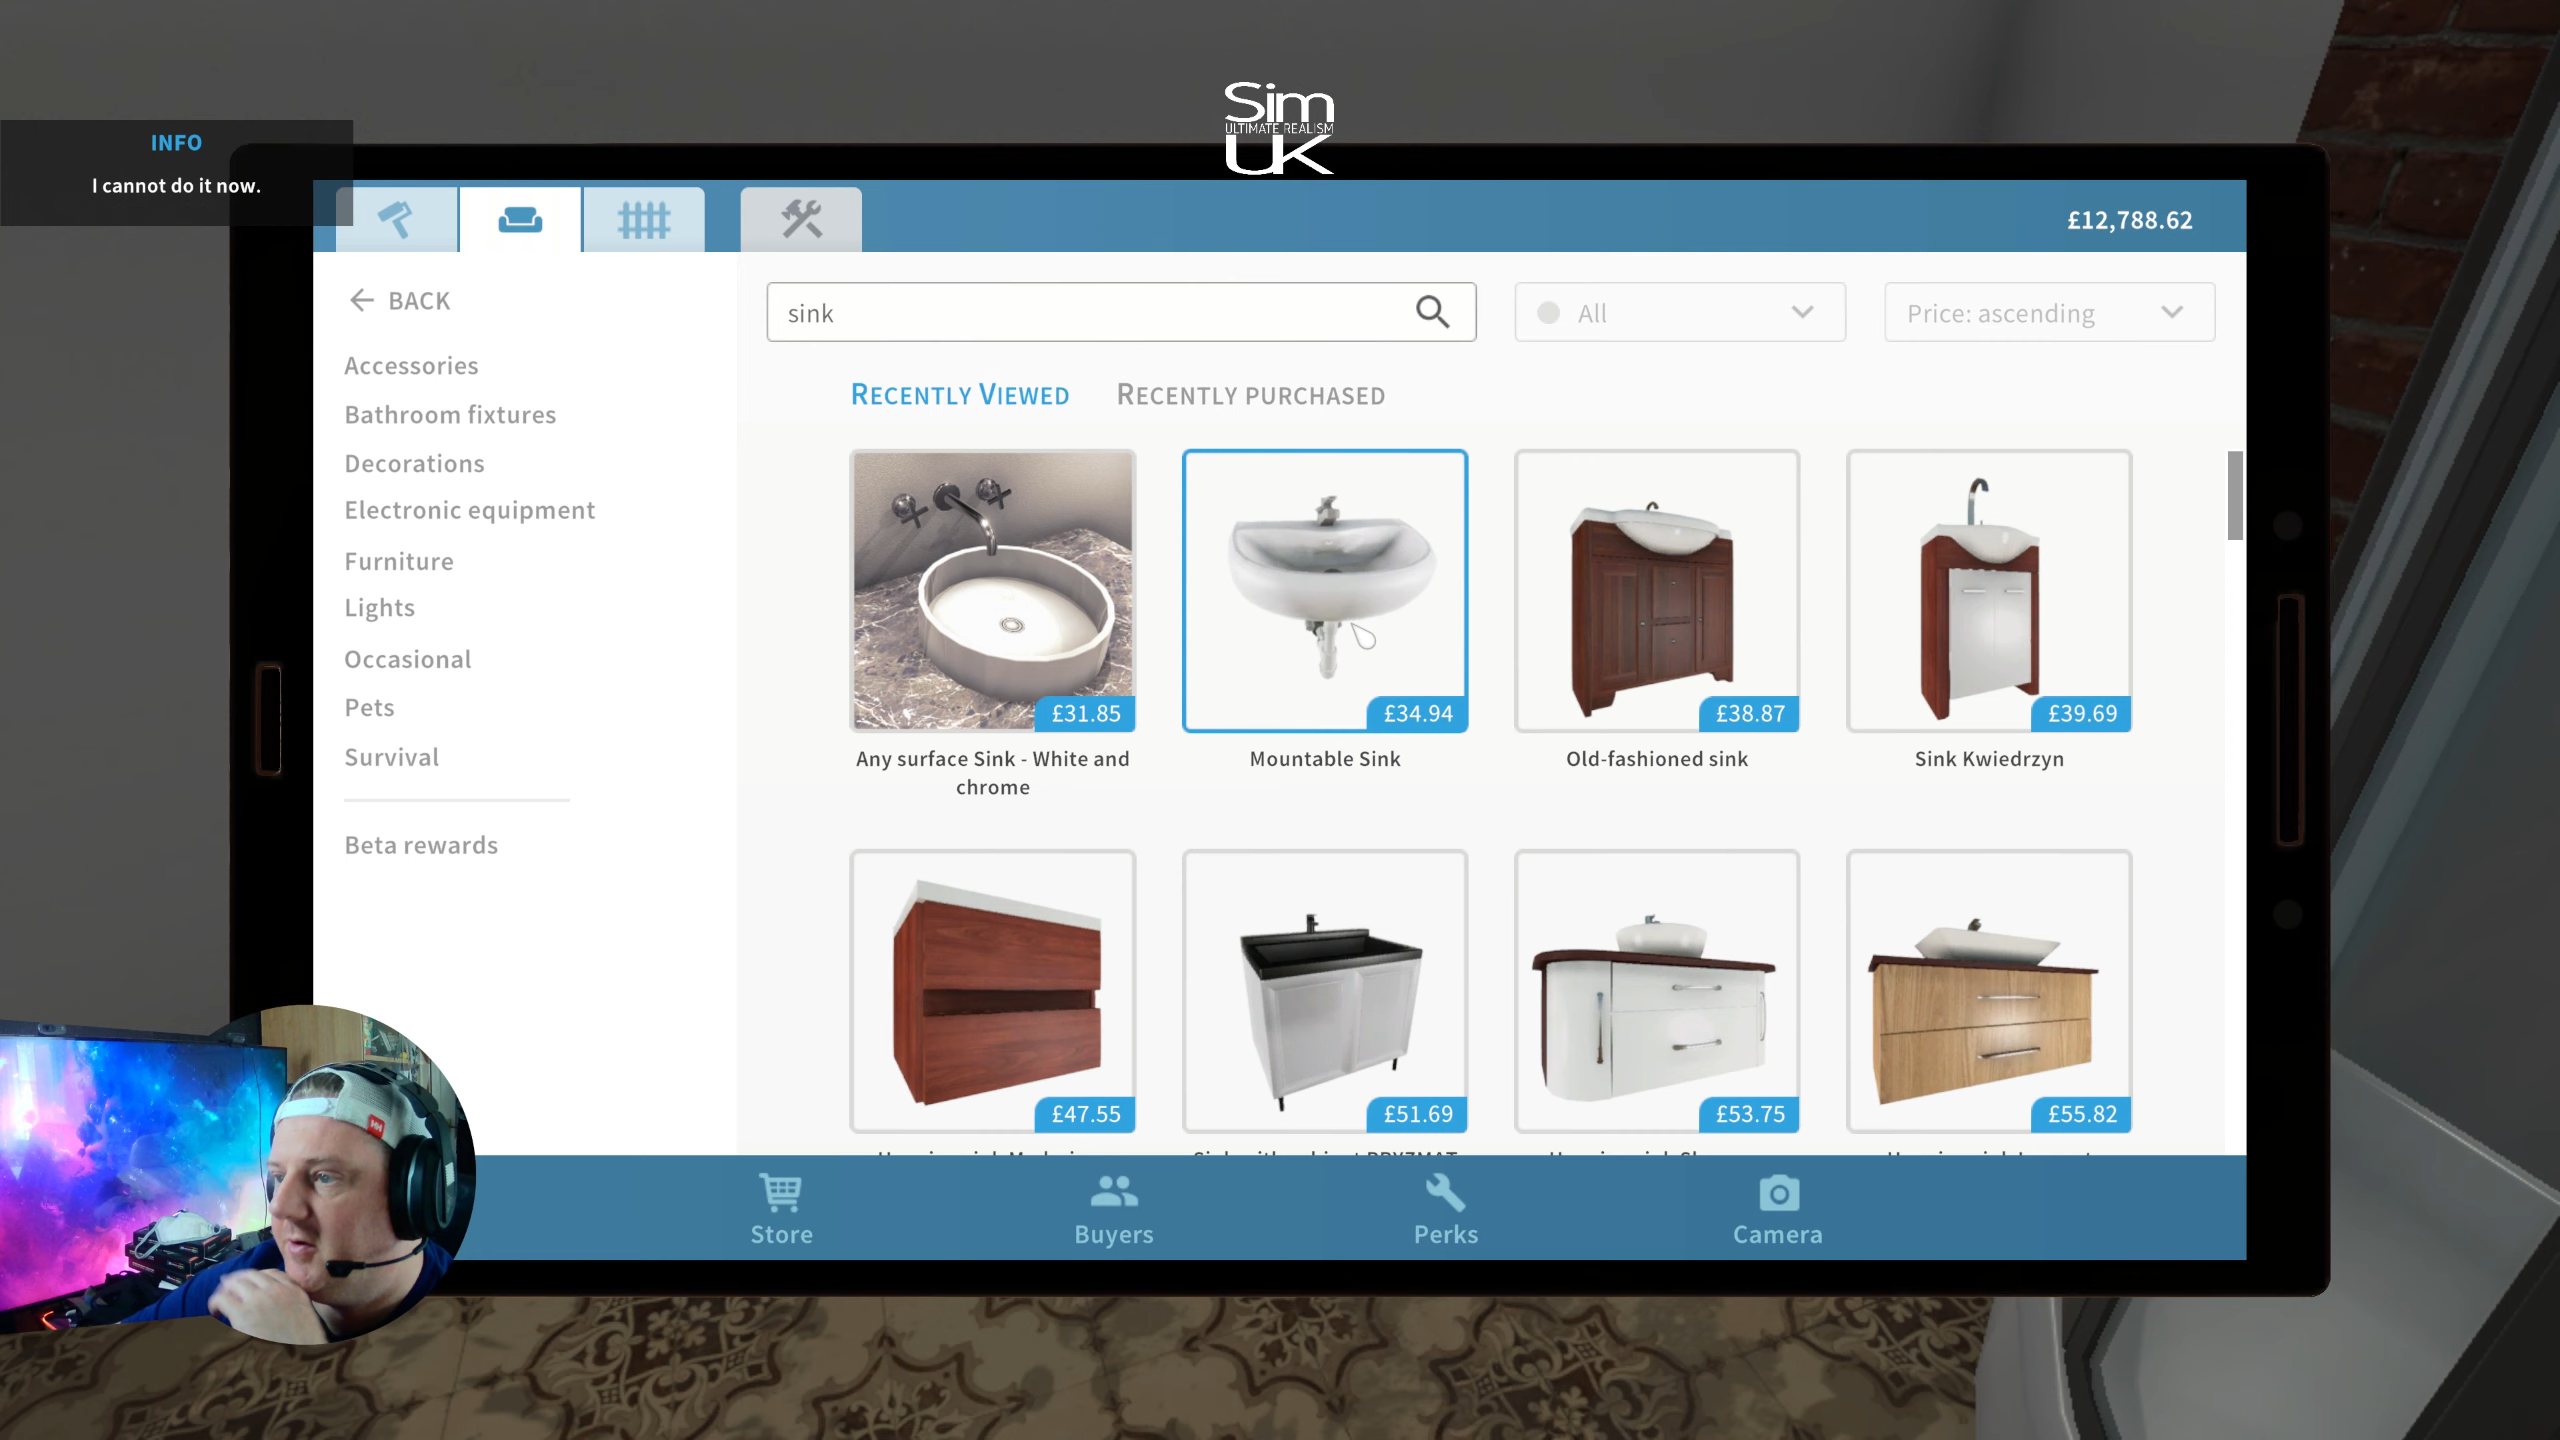 Sim
ULTIMATE REALISM
UK
INFO
I cannot do it now.
£12,788.62
BACK
sink
All
Price: ascending
Accessories
Bathroom fixtures
Decorations
Electronic equipment
Furniture
Lights
Occasional
Pets
Survival
Beta rewards
RECENTLY VIEWED
RECENTLY PURCHASED
£31.85
£34.94
£38.87
£39.69
Any surface Sink - White and
chrome
Mountable Sink
Old-fashioned sink
Sink Kwiedrzyn
£47.55
£51.69
£53.75
£55.82
Store
Buyers
Perks
Camera